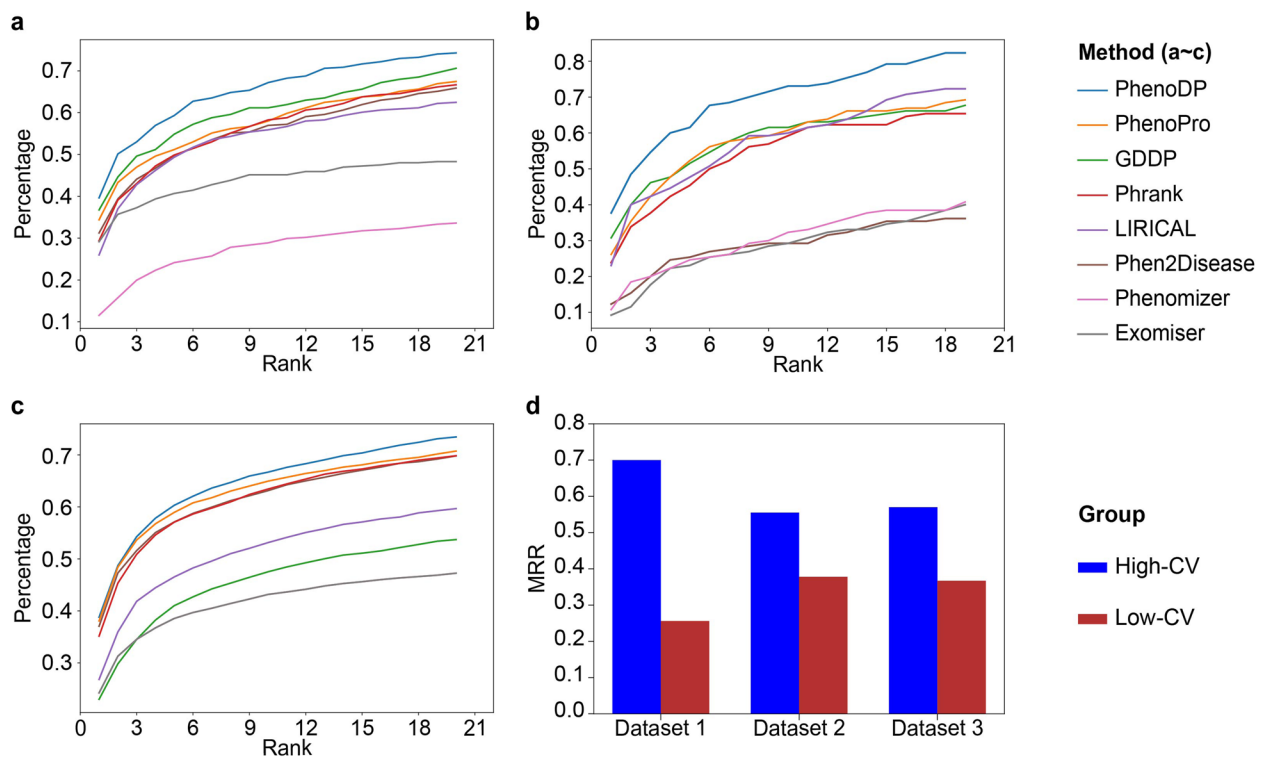 a
0.7
0.6
0.5
0.4
0.3
0.2
0.1
Percentage
0 3 6 9 12 15 18 21
Rank
b
0.8
0.7
0.6
0.5
0.4
0.3
0.2
0.1
Percentage
0 3 6 9 12 15 18 21
Rank
Method (a~c)
PhenoDP
PhenoPro
GDDP
Phrank
LIRICAL
Phen2Disease
Phenomizer
Exomiser
c
0.7
0.6
0.5
0.4
0.3
Percentage
0 3 6 9 12 15 18 21
Rank
d
0.8
0.7
0.6
0.5
0.4
0.3
0.2
0.1
0.0
MRR
Dataset 1 Dataset 2 Dataset 3
Group
High-CV
Low-CV